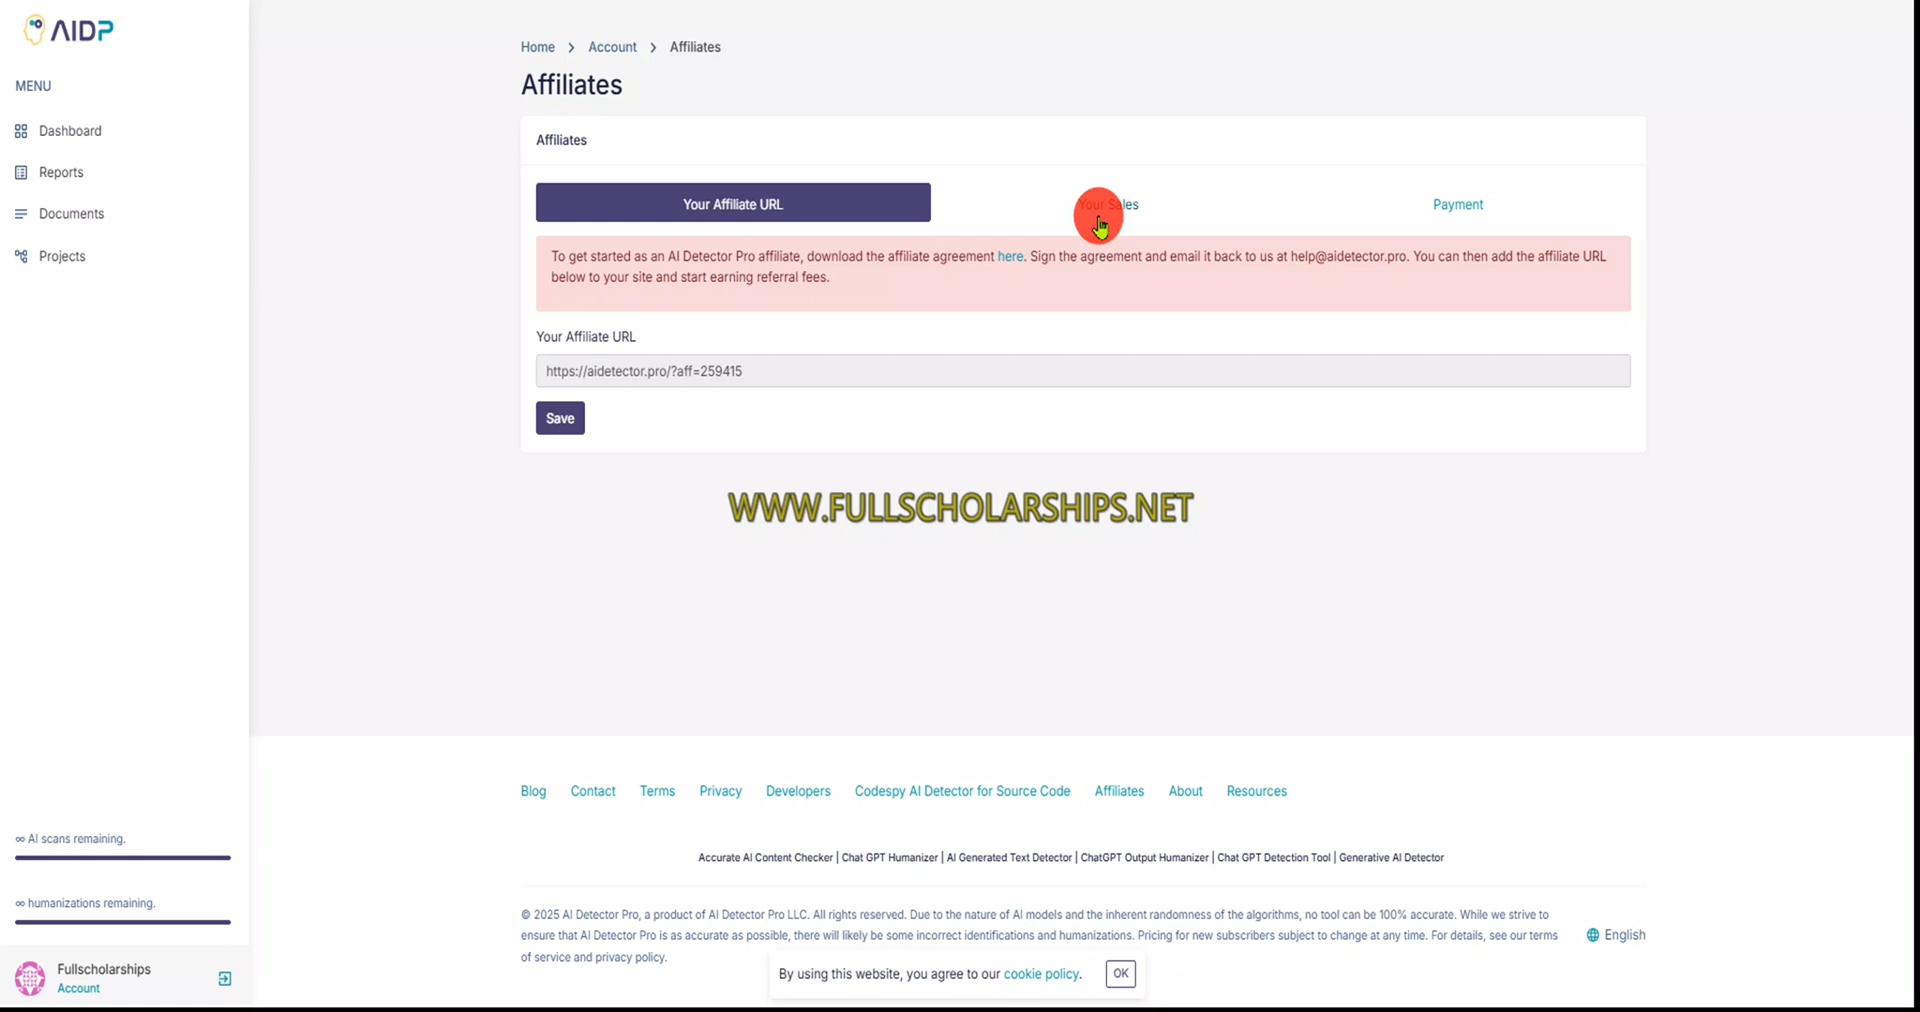 AIDP
MENU
Dashboard
Reports
Documents
Projects
∞ AI scans remaining.
∞ humanizations remaining.
Fullscholarships
Account
Home > Account > Affiliates
Affiliates
Affiliates
Your Affiliate URL
Your Sales
Payment
To get started as an AI Detector Pro affiliate, download the affiliate agreement here. Sign the agreement and email it back to us at help@aidetector.pro. You can then add the affiliate URL
below to your site and start earning referral fees.
Your Affiliate URL
https://aidetector.pro/?aff=259415
Save
WWW.FULLSCHOLARSHIPS.NET
Blog Contact Terms Privacy Developers Codespy AI Detector for Source Code Affiliates About Resources
Accurate AI Content Checker | Chat GPT Humanizer | AI Generated Text Detector | ChatGPT Output Humanizer | Chat GPT Detection Tool | Generative AI Detector
© 2025 AI Detector Pro, a product of AI Detector Pro LLC. All rights reserved. Due to the nature of AI models and the inherent randomness of the algorithms, no tool can be 100% accurate. While we strive to
ensure that AI Detector Pro is as accurate as possible, there will likely be some incorrect identifications and humanizations. Pricing for new subscribers subject to change at any time. For details, see our terms
of service and privacy policy.
English
By using this website, you agree to our cookie policy.
OK